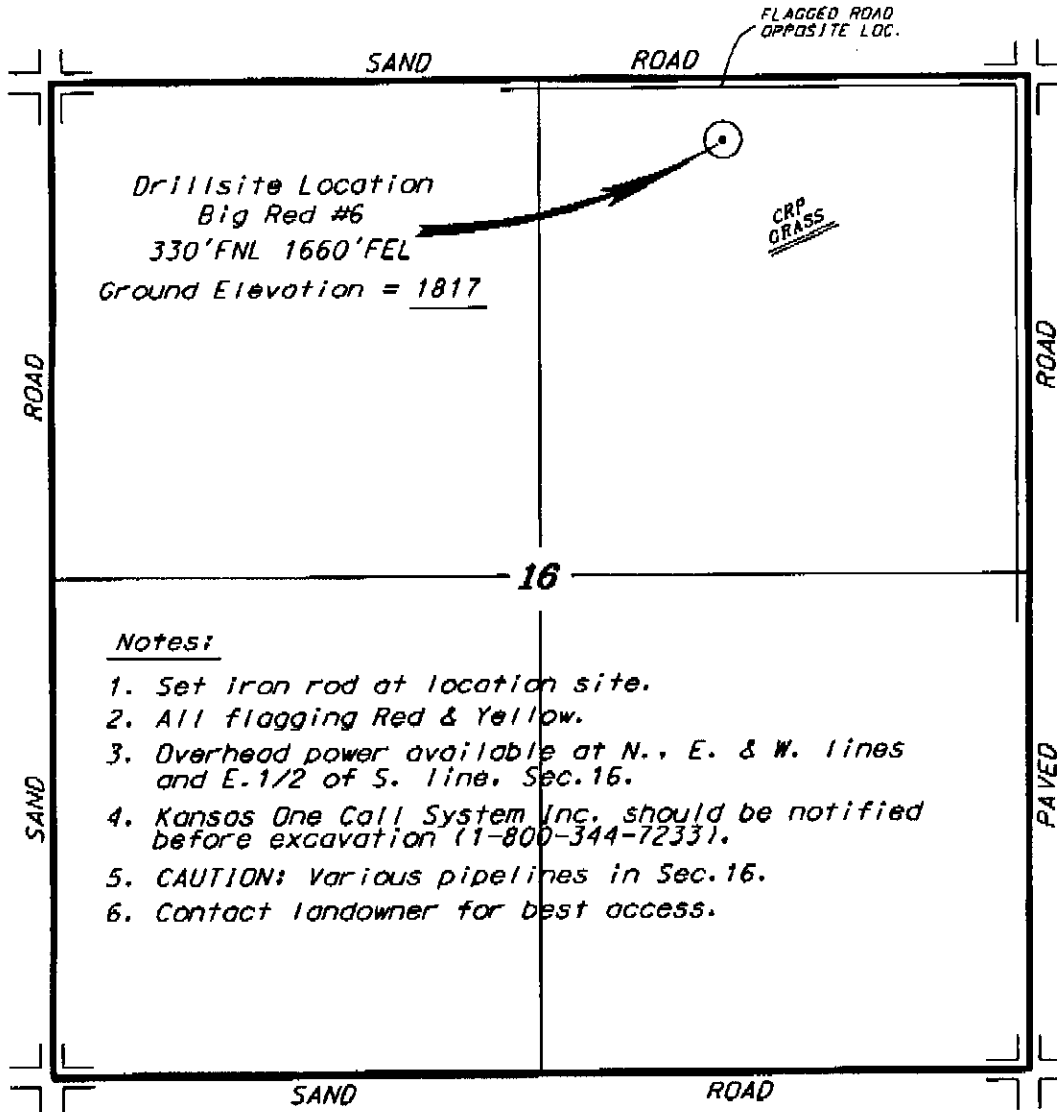 FLAGGED ROAD
OPPOSITE LOC.
SAND ROAD
Drillsite Location
Big Red #6
330'FNL 1660'FEL
Ground Elevation = 1817
CRP
GRASS
ROAD
ROAD
16
Notes:
1. Set iron rod at location site.
2. All flagging Red & Yellow.
3. Overhead power available at N., E. & W. lines
and E.1/2 of S. line, Sec.16.
4. Kansas One Call System Inc. should be notified
before excavation (1-800-344-7233).
5. CAUTION: Various pipelines in Sec.16.
6. Contact landowner for best access.
SAND
PAVED
SAND ROAD